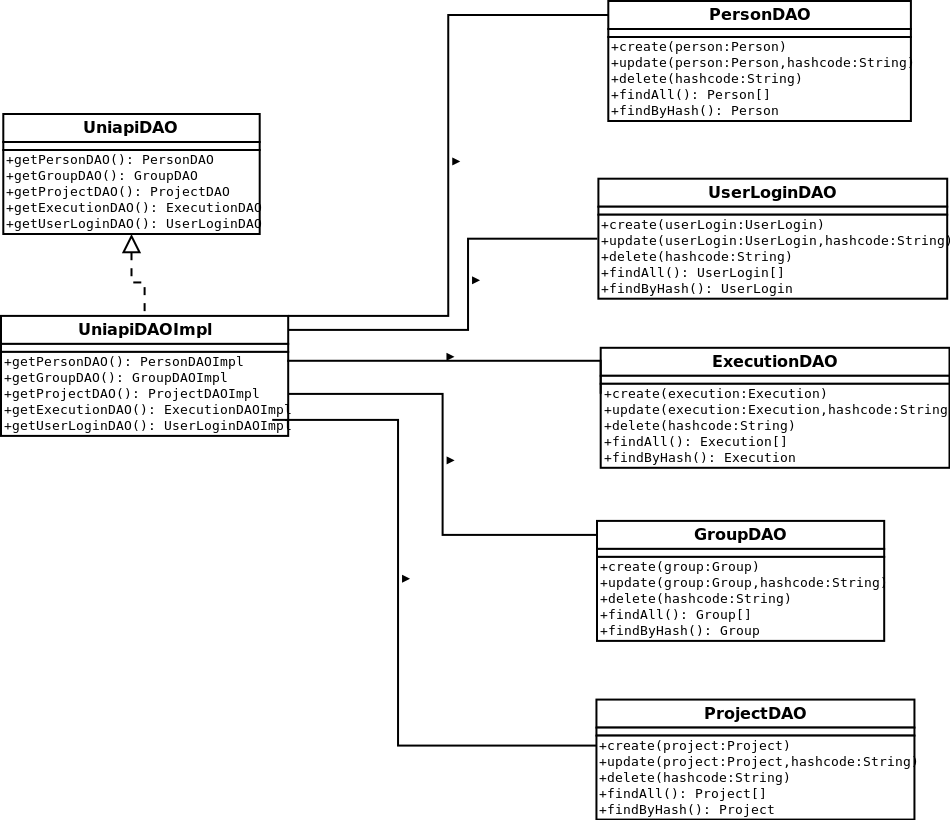 PersonDAO
+create(person:Person)
+update(person:Person,hashcode:String)
+delete(hashcode:String)
+findAll(): Person[]
+findByHash(): Person
UniapiDAO
+getPersonDAO(): PersonDAO
+getGroupDAO(): GroupDAO
+getProjectDAO(): ProjectDAO
+getExecutionDAO(): ExecutionDAO
+getUserLoginDAO(): UserLoginDAO
UserLoginDAO
+create(userLogin:UserLogin)
+update(userLogin:UserLogin,hashcode:String)
+delete(hashcode:String)
+findAll(): UserLogin[]
+findByHash(): UserLogin
UniapiDAOImpl
+getPersonDAO(): PersonDAOImpl
+getGroupDAO(): GroupDAOImpl
+getProjectDAO(): ProjectDAOImpl
+getExecutionDAO(): ExecutionDAOImpl
+getUserLoginDAO(): UserLoginDAOImpl
ExecutionDAO
+create(execution:Execution)
+update(execution:Execution,hashcode:String
+delete(hashcode:String)
+findAll(): Execution[]
+findByHash(): Execution
GroupDAO
+create(group:Group)
+update(group:Group,hashcode:String)
+delete(hashcode:String)
+findAll(): Group[]
+findByHash(): Group
ProjectDAO
+create(project:Project)
+update(project:Project,hashcode:String)
+delete(hashcode:String)
+findAll(): Project[]
+findByHash(): Project